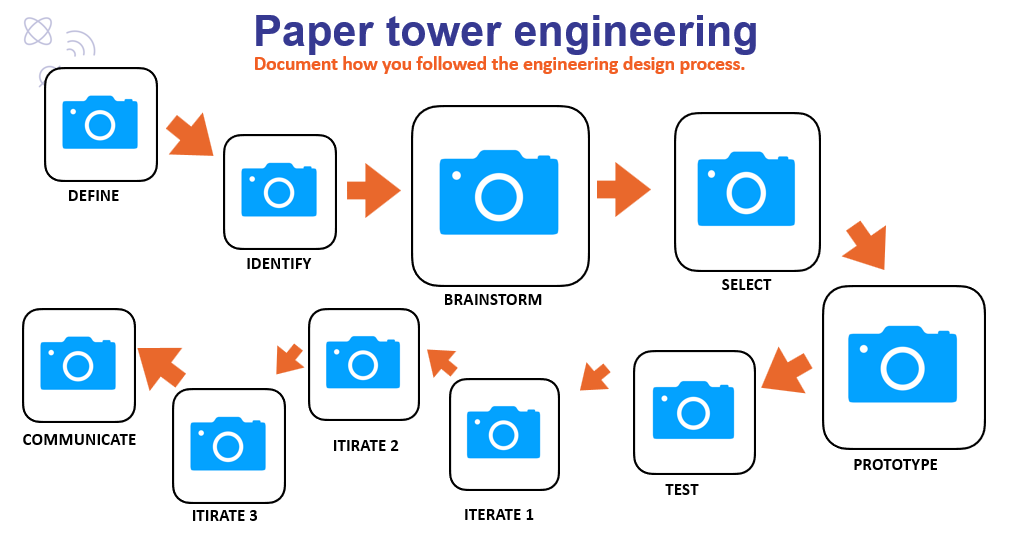 Paper tower engineering
Document how you followed the engineering design process.
DEFINE
IDENTIFY
BRAINSTORM
SELECT
PROTOTYPE
TEST
ITERATE 1
ITIRATE 2
ITIRATE 3
COMMUNICATE